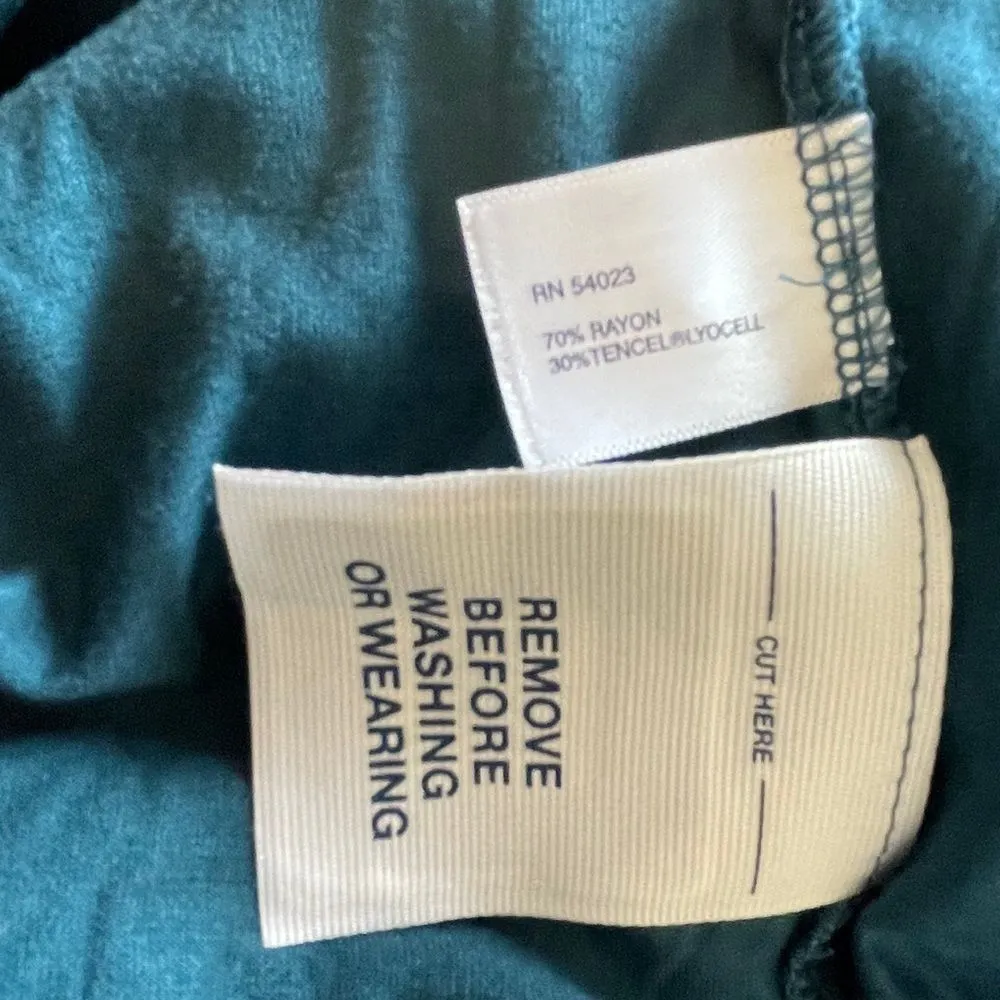 RN 54023
70% RAYON
30%TENCEL®LYOCELL
REMOVE
BEFORE
WASHING
OR WEARING
CUT HERE